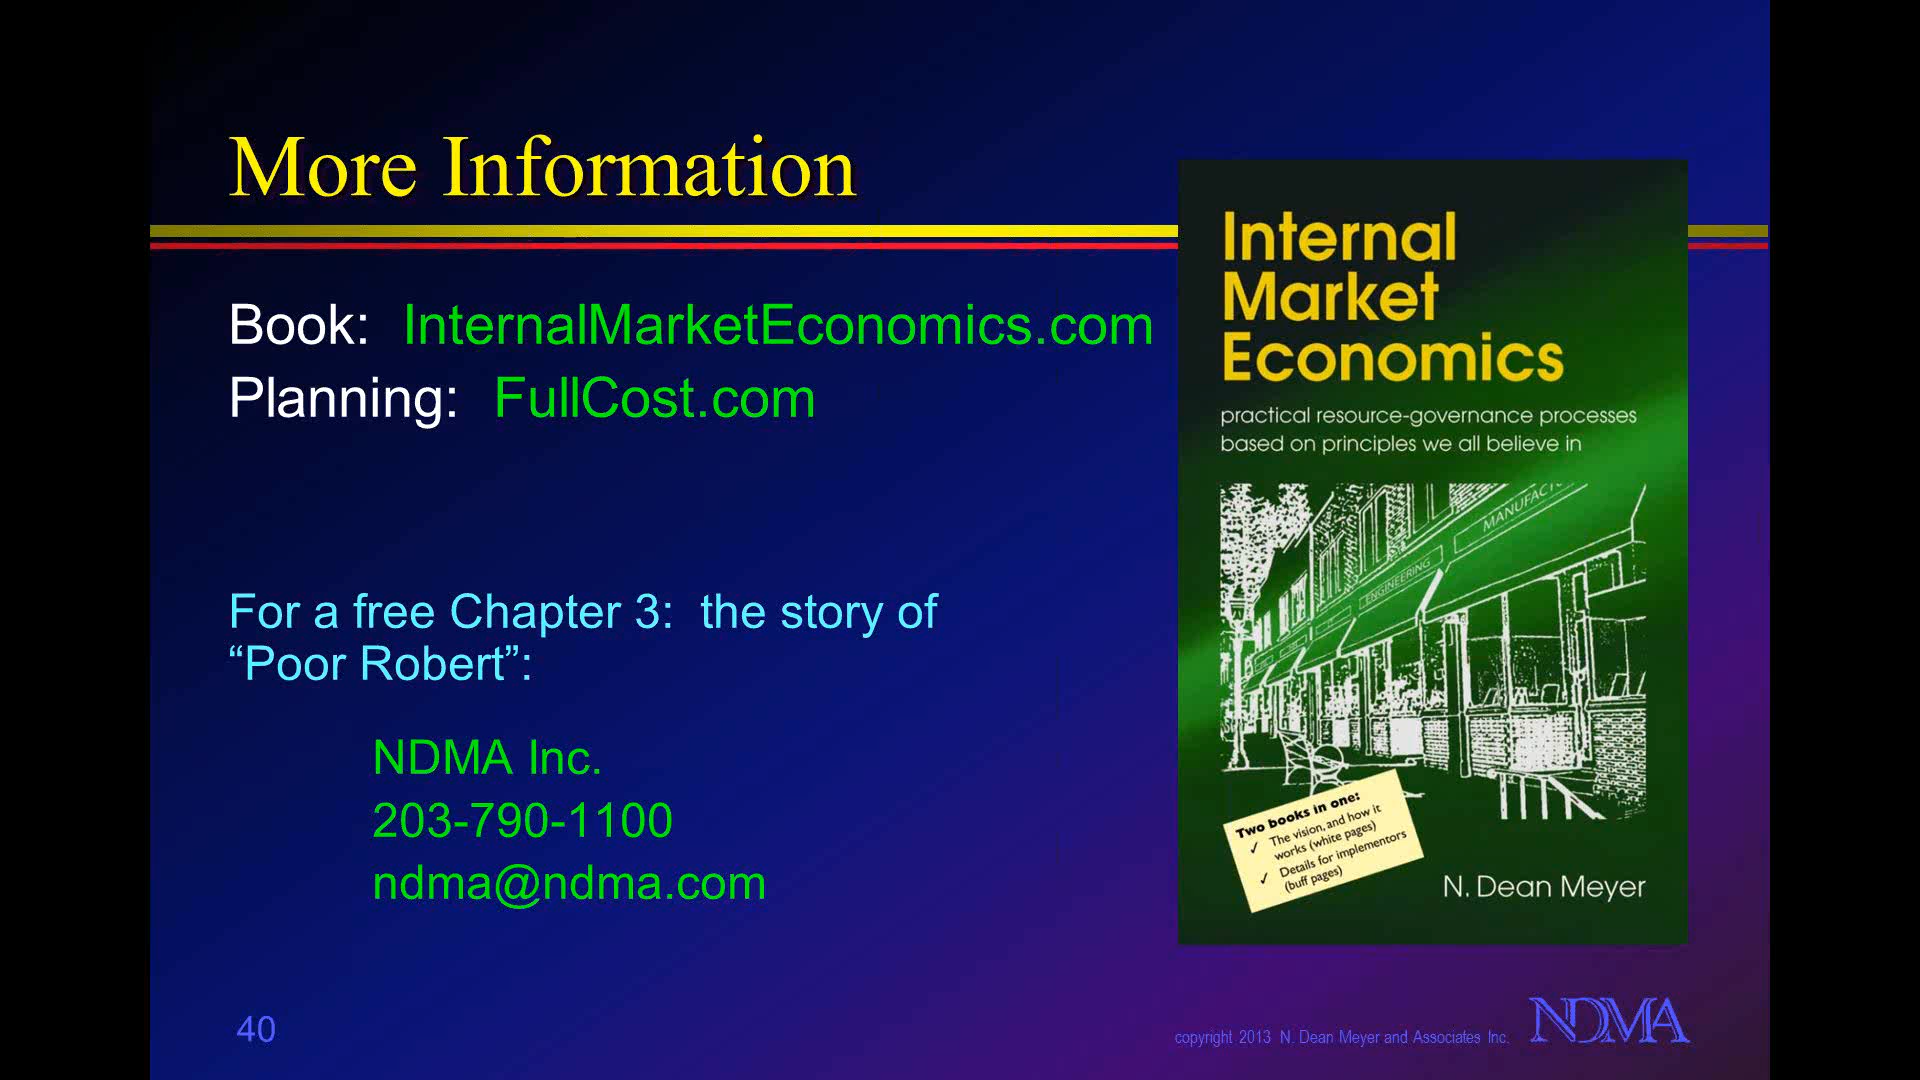 More Information
Book: InternalMarketEconomics.com
Planning: FullCost.com
For a free Chapter 3: the story of
“Poor Robert”:
NDMA Inc.
203-790-1100
ndma@ndma.com
Internal
Market
Economics
practical resource-governance processes
based on principles we all believe in
MANUFACTU
ENGINEERING
Two books in one:
✓ The vision, and how it
works (white pages)
✓ Details for implementors
(buff pages)
N. Dean Meyer
40
copyright 2013 N. Dean Meyer and Associates Inc.
NDMA